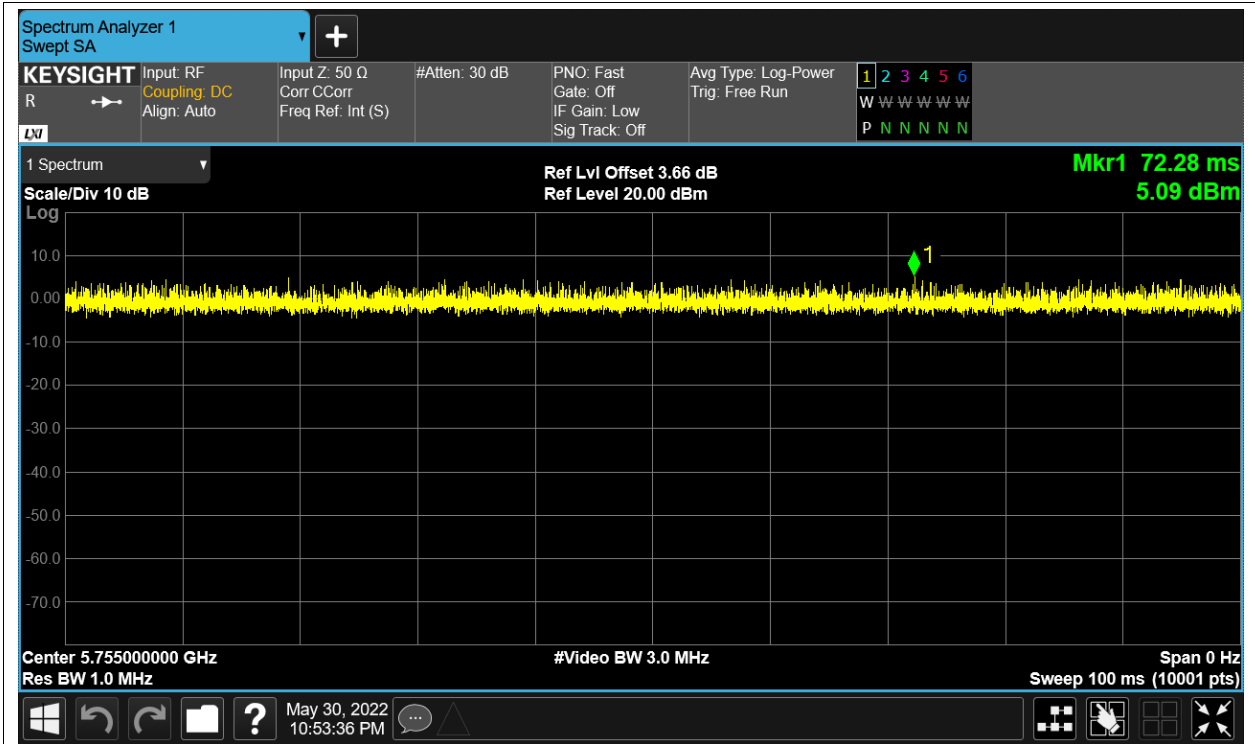 Spectrum Analyzer 1
Swept SA
KEYSIGHT
R
LXI
Input: RF
Coupling: DC
Align: Auto
Input Z: 50 Ω
Corr CCorr
Freq Ref: Int (S)
#Atten: 30 dB
PNO: Fast
Gate: Off
IF Gain: Low
Sig Track: Off
Avg Type: Log-Power
Trig: Free Run
1 2 3 4 5 6
W W W W W W
P N N N N N
1 Spectrum
Scale/Div 10 dB
Log
Ref Lvl Offset 3.66 dB
Ref Level 20.00 dBm
Mkr1 72.28 ms
5.09 dBm
1
10.0
0.00
-10.0
-20.0
-30.0
-40.0
-50.0
-60.0
-70.0
Center 5.755000000 GHz
Res BW 1.0 MHz
#Video BW 3.0 MHz
Span 0 Hz
Sweep 100 ms (10001 pts)
?
May 30, 2022
10:53:36 PM